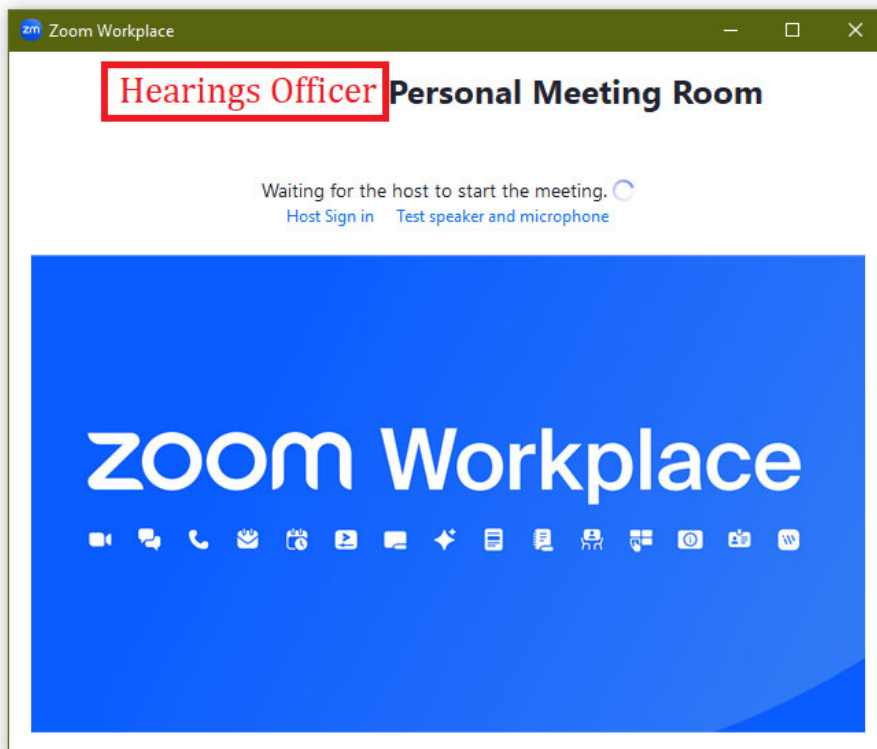 zm Zoom Workplace
Hearings Officer Personal Meeting Room
Waiting for the host to start the meeting.
Host Sign in Test speaker and microphone
zoom Workplace